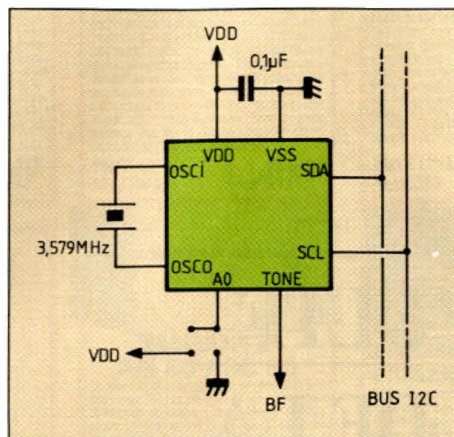 VDD
0,1µF
VDD VSS
OSCi
SDA
3,579MHz
SCL
OSCO
A0 TONE
VDD
BF
BUS I2C